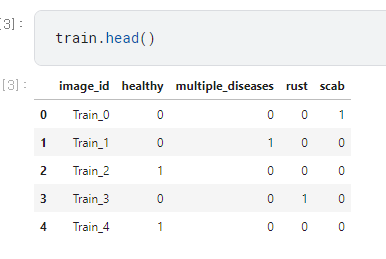 [3]:
train.head()
[3]:
image_id healthy multiple_diseases rust scab
0 Train_0 0 0 0 1
1 Train_1 0 1 0 0
2 Train_2 1 0 0 0
3 Train_3 0 0 1 0
4 Train_4 1 0 0 0